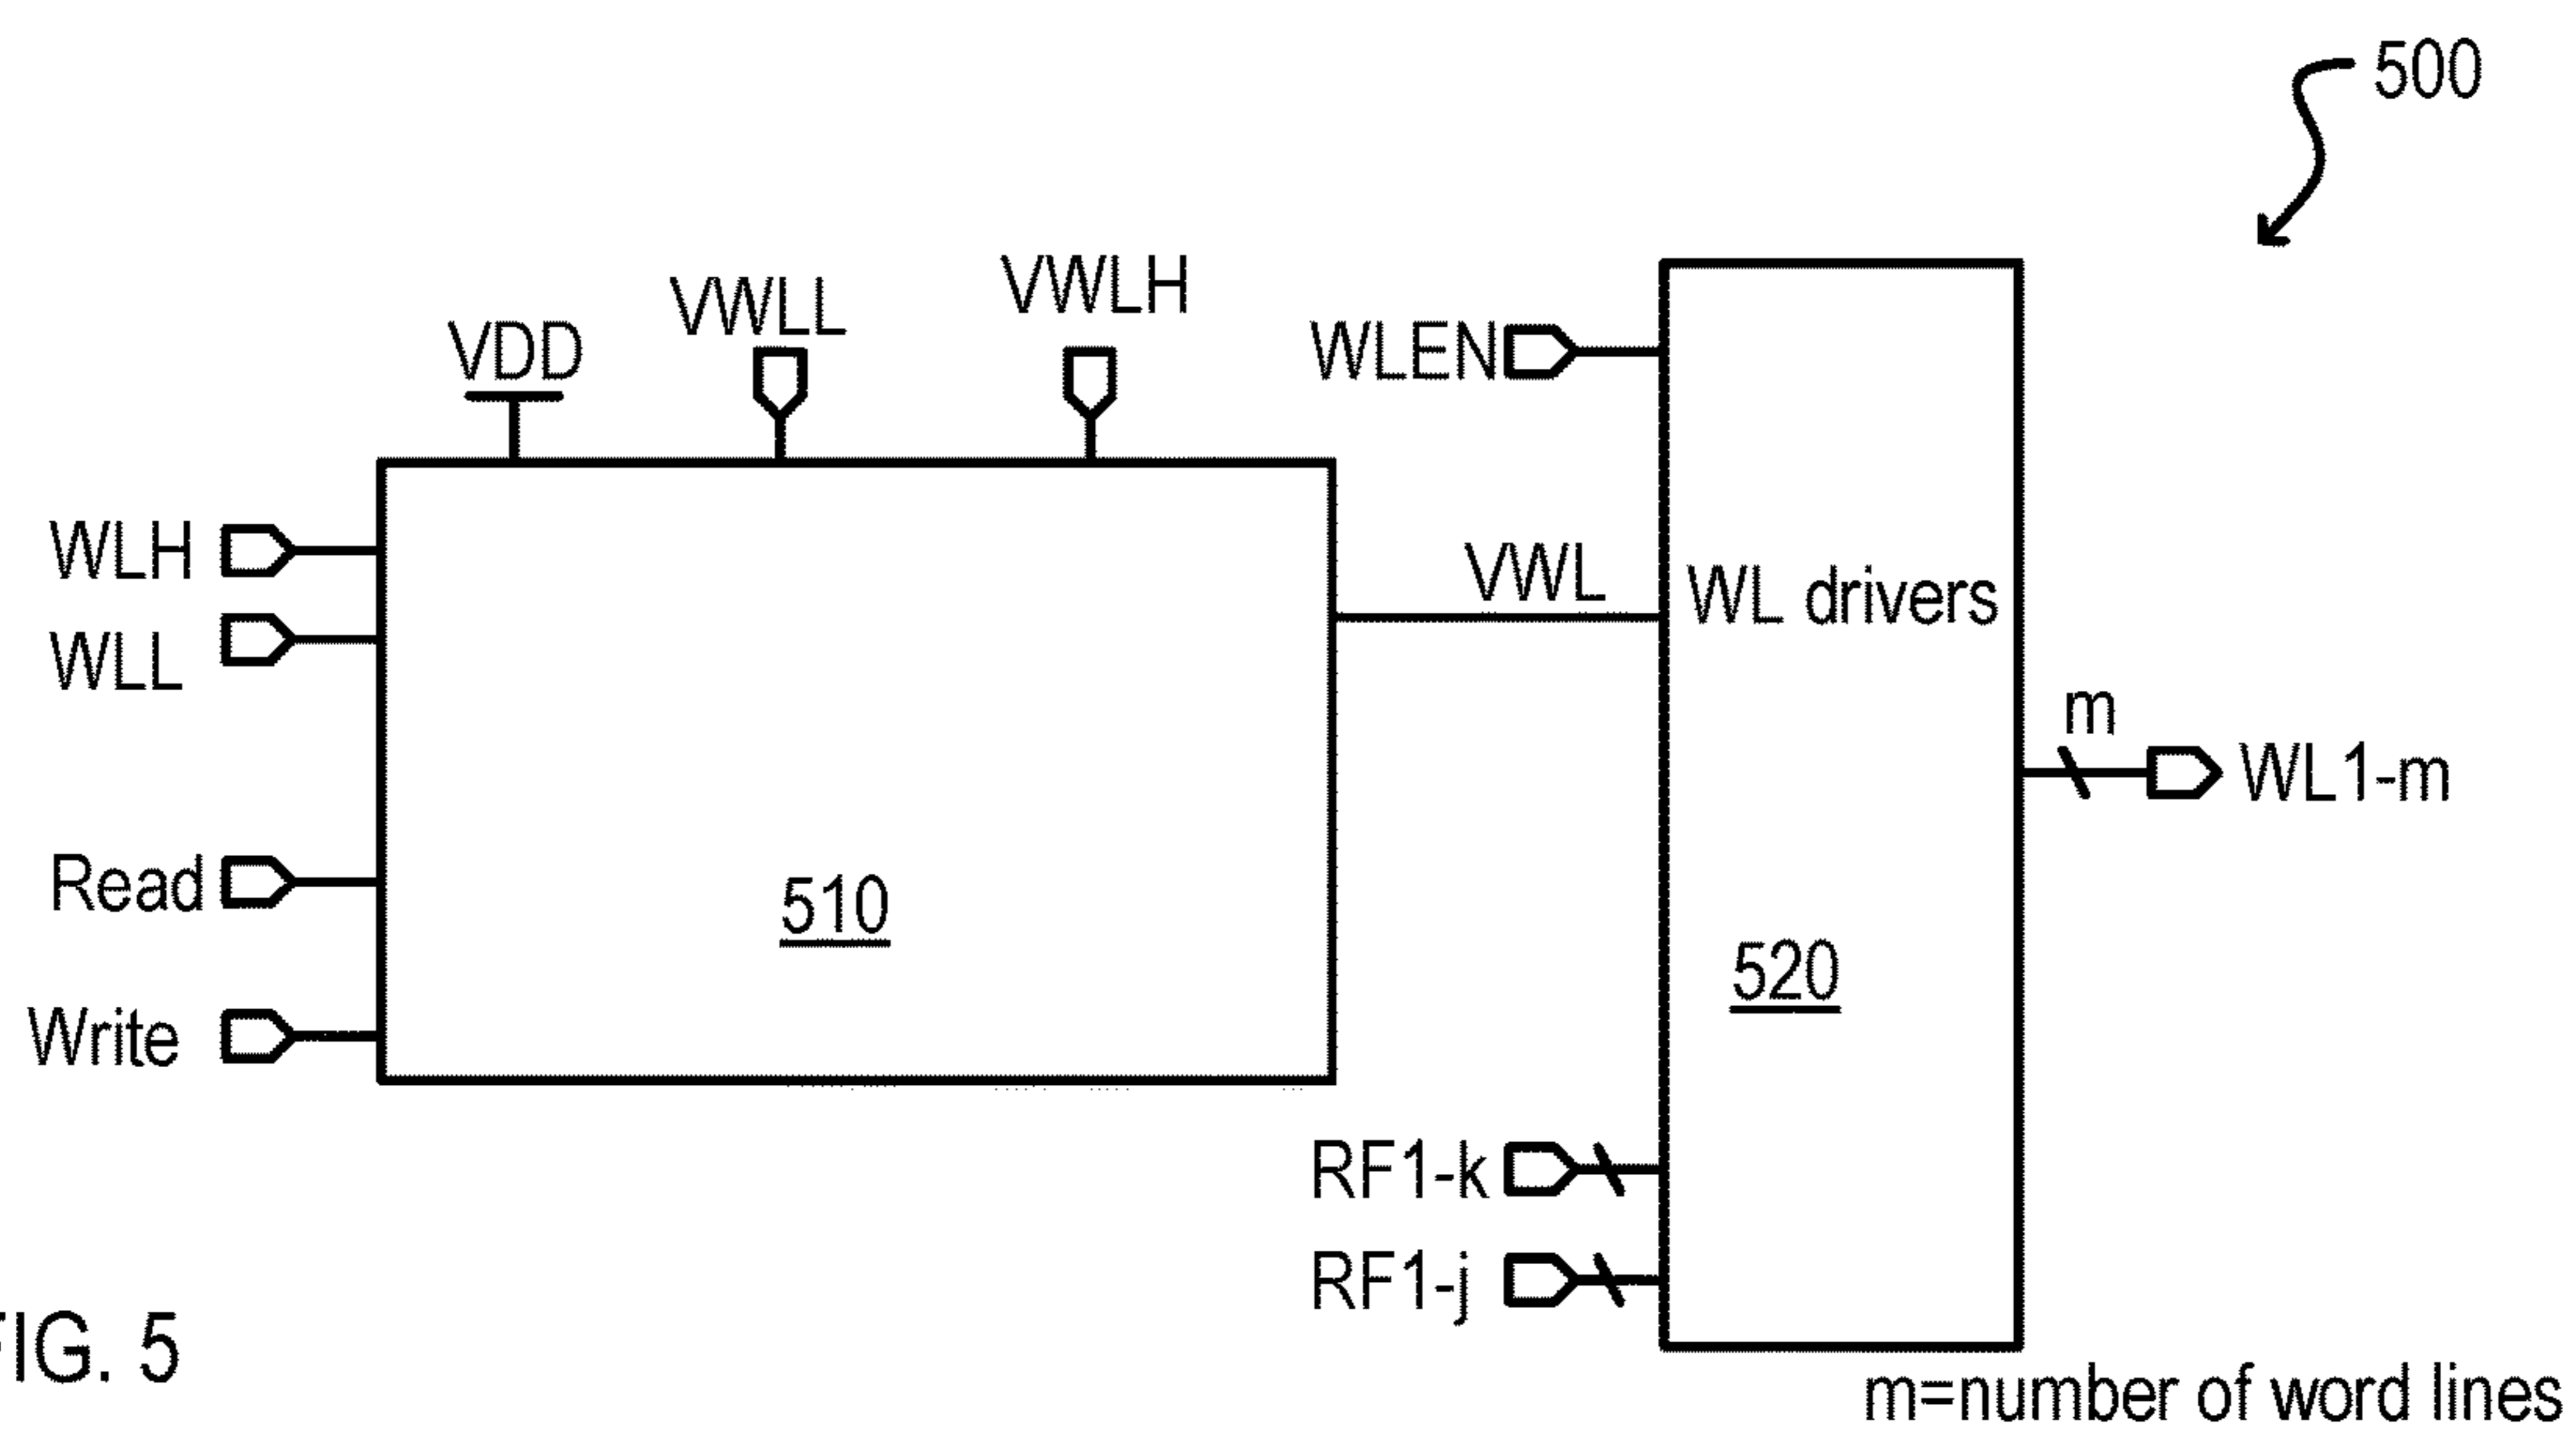 500
VDD
VWLL
VWLH
WLEN
WLH
WLL
VWL
WL drivers
m
WL1-m
Read
510
520
Write
RF1-k
RF1-j
FIG. 5
m=number of word lines